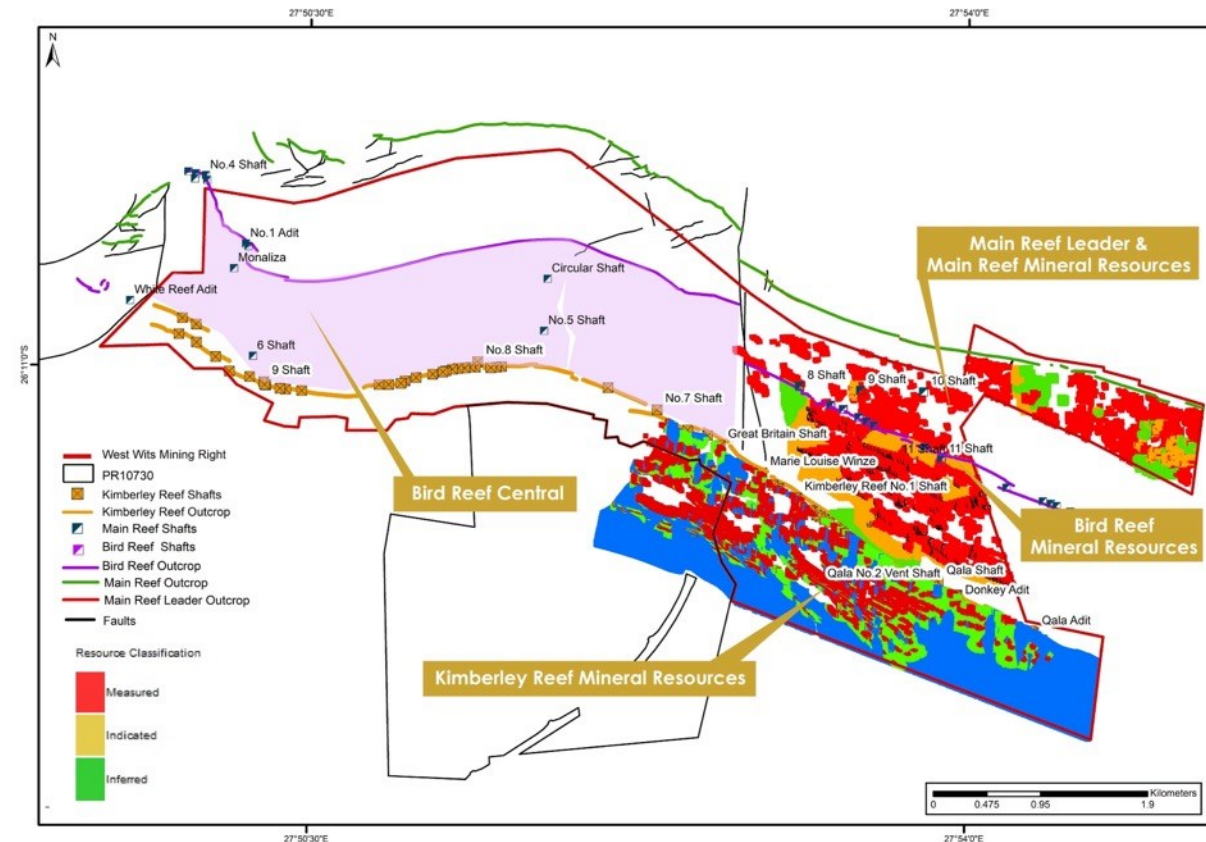 27°50'30"E
27°54'0"E
N
No.4 Shaft
No.1 Adit
Monaliza
White Reef Adit
Circular Shaft
No.5 Shaft
6 Shaft
9 Shaft
No.8 Shaft
No.7 Shaft
26°11'0"S
Main Reef Leader &
Main Reef Mineral Resources
8 Shaft
9 Shaft
10 Shaft
Great Britain Shaft
11 Shaft
11 Shaft
Marie Louise Winze
Kimberley Reef No.1 Shaft
Bird Reef Central
Bird Reef
Mineral Resources
Qala Shaft
Qala No.2 Vent Shaft
Donkey Adit
Qala Adit
Kimberley Reef Mineral Resources
West Wits Mining Right
PR10730
Kimberley Reef Shafts
Kimberley Reef Outcrop
Main Reef Shafts
Bird Reef Shafts
Bird Reef Outcrop
Main Reef Outcrop
Main Reef Leader Outcrop
Faults
Resource Classification
Measured
Indicated
Inferred
Kilometers
0 0.475 0.95 1.9
27°50'30"E
27°54'0"E